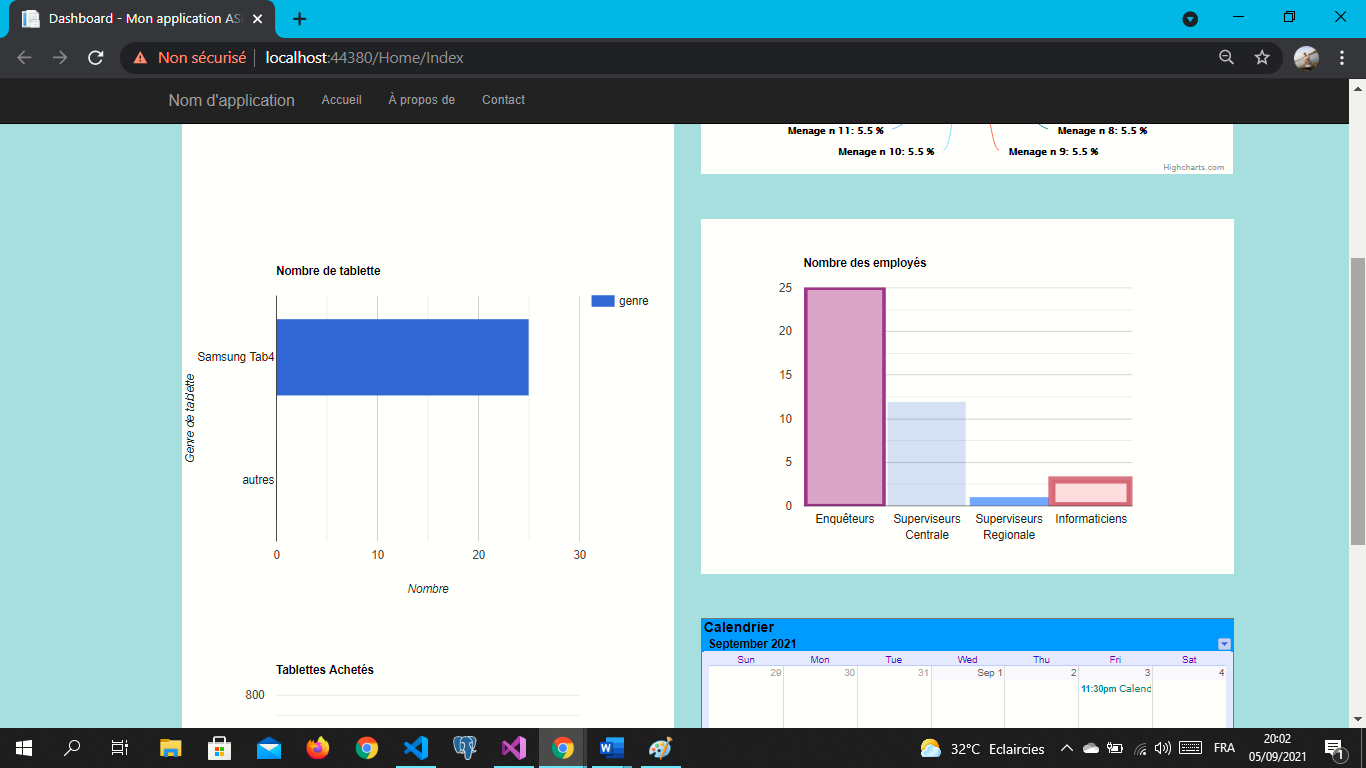 Dashboard - Mon application AS
Non sécurisé
localhost:44380/Home/Index
Nom d'application
Accueil
À propos de
Contact
Menage n 11: 5.5 %
Menage n 8: 5.5 %
Menage n 10: 5.5 %
Menage n 9: 5.5 %
Highcharts.com
Nombre de tablette
genre
Samsung Tab4
autres
Genre de tablette
0 10 20 30
Nombre
Tablettes Achetés
800
Nombre des employés
25
20
15
10
5
0
Enquêteurs
Superviseurs
Centrale
Superviseurs
Regionale
Informaticiens
Calendrier
September 2021
Sun Mon Tue Wed Thu Fri Sat
29 30 31 Sep 1 2 3 4
11:30pm Calend
32°C Eclaircies
FRA
20:02
05/09/2021
1